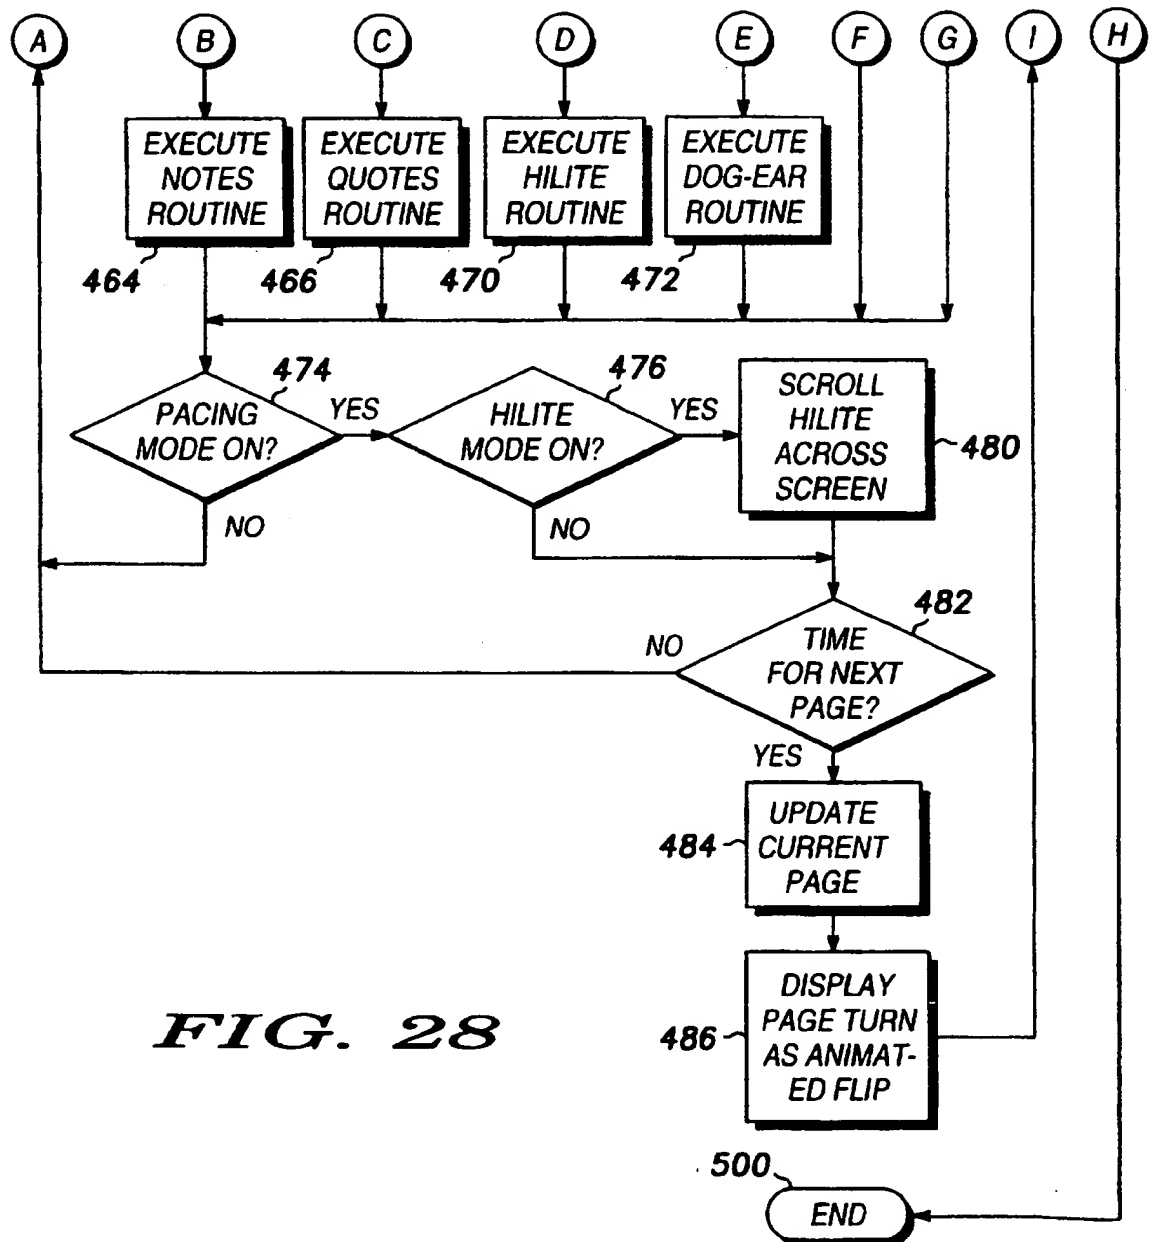 A B C D E F G I H
EXECUTE
NOTES
ROUTINE
464
EXECUTE
QUOTES
ROUTINE
466
EXECUTE
HILITE
ROUTINE
470
EXECUTE
DOG-EAR
ROUTINE
472
PACING
MODE ON?
474
YES
NO
HILITE
MODE ON?
476
YES
NO
SCROLL
HILITE
ACROSS
SCREEN
480
TIME
FOR NEXT
PAGE?
482
NO
YES
UPDATE
CURRENT
PAGE
484
DISPLAY
PAGE TURN
AS ANIMAT-
ED FLIP
486
FIG. 28
500
END